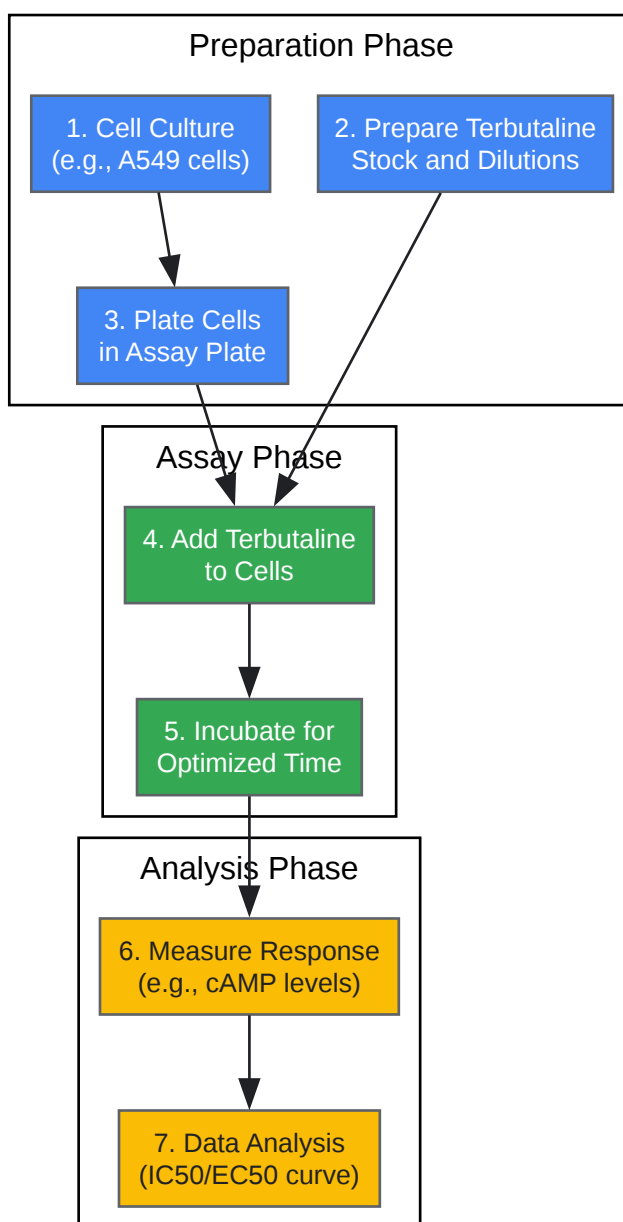 Preparation Phase
1. Cell Culture
(e.g., A549 cells)
2. Prepare Terbutaline
Stock and Dilutions
3. Plate Cells
in Assay Plate
Assay Phase
4. Add Terbutaline
to Cells
5. Incubate for
Optimized Time
Analysis Phase
6. Measure Response
(e.g., cAMP levels)
7. Data Analysis
(IC50/EC50 curve)